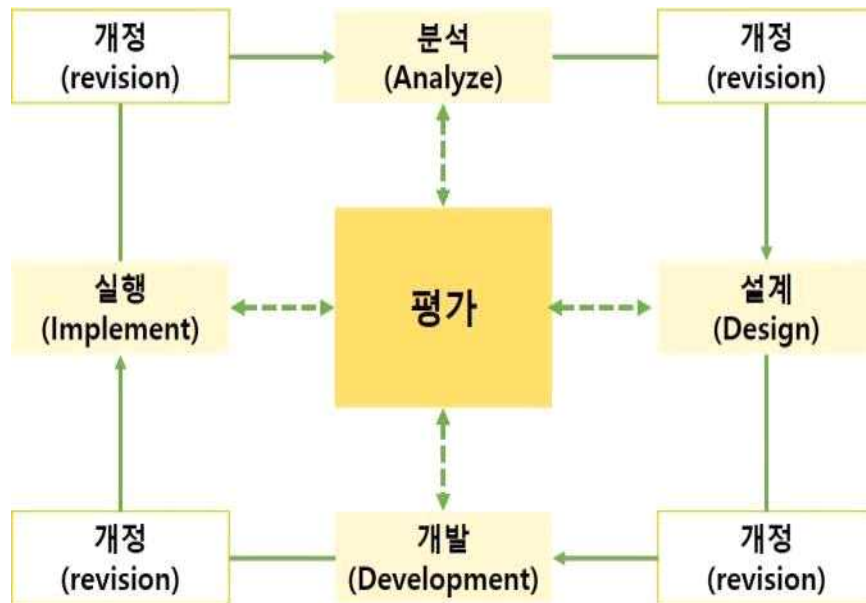 개정
(revision)
분석
(Analyze)
개정
(revision)
실행
(Implement)
평가
설계
(Design)
개정
(revision)
개발
(Development)
개정
(revision)